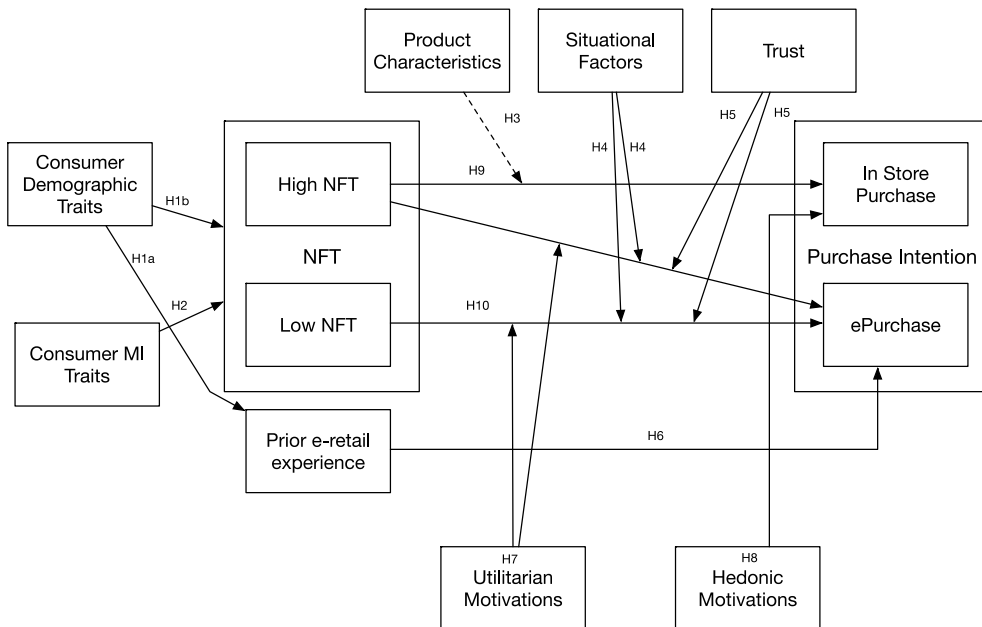 Product
Characteristics
Situational
Factors
Trust
H3
H4
H4
H5
H5
Consumer
Demographic
Traits
H1b
H1a
High NFT
H9
In Store
Purchase
NFT
Purchase Intention
H2
Low NFT
H10
ePurchase
Consumer MI
Traits
Prior e-retail
experience
H6
H7
Utilitarian
Motivations
H8
Hedonic
Motivations